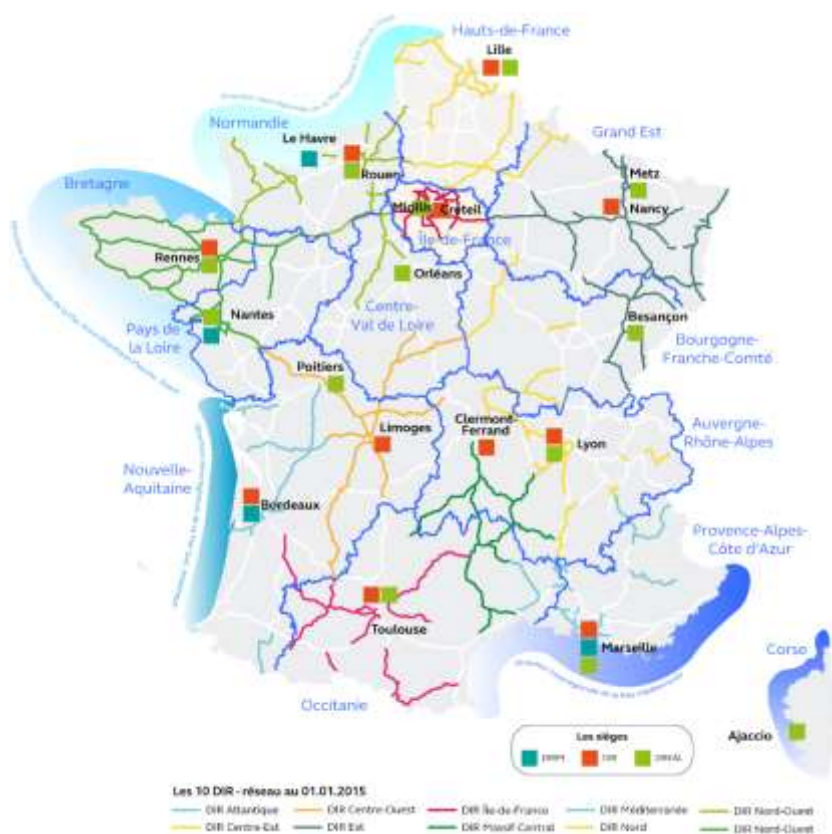 Hauts-de-France
Lille
Normandie
Le Havre
Rouen
Grand Est
Metz
Nancy
Bretagne
Créteil
Île-de-France
Rennes
Orléans
Nantes
Centre-
Val de Loire
Pays de
la Loire
Besançon
Bourgogne-
Franche-Comté
Poitiers
Limoges
Clermont-
Ferrand
Lyon
Auvergne-
Rhône-Alpes
Nouvelle-
Aquitaine
Bordeaux
Provence-Alpes-
Côte d'Azur
Toulouse
Marseille
Occitanie
Corse
Ajaccio
Les sièges
DIRM DIR DREAL
Les 10 DIR - réseau au 01.01.2015
DIR Atlantique DIR Centre-Ouest DIR Île-de-France DIR Méditerranée DIR Nord-Ouest
DIR Centre-Est DIR Est DIR Massif Central DIR Nord DIR Nord-Ouest